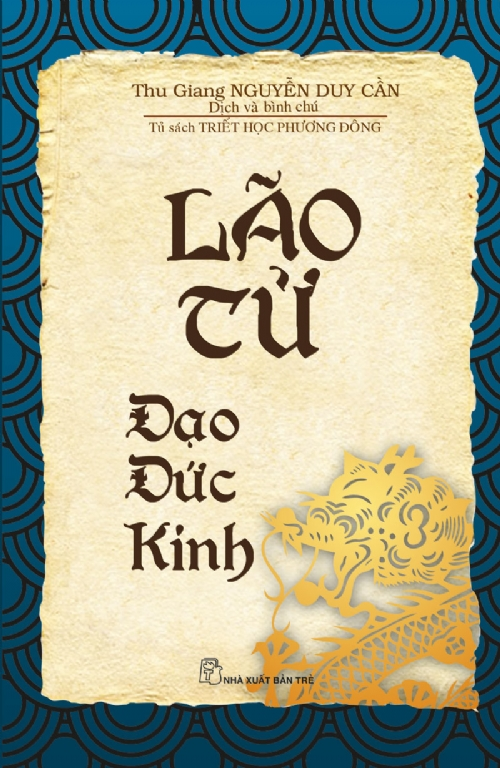 Thu Giang NGUYỄN DUY CẦN
Dịch và bình chú
Tủ sách TRIẾT HỌC PHƯƠNG ĐÔNG
LÃO
TỬ
Đạo
Đức
Kinh
NHÀ XUẤT BẢN TRẺ